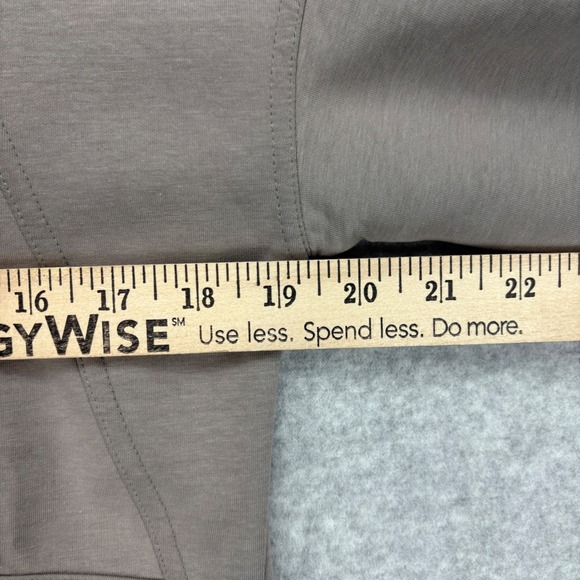 16 17 18 19 20 21 22
GYWISE℠ Use less. Spend less. Do more.